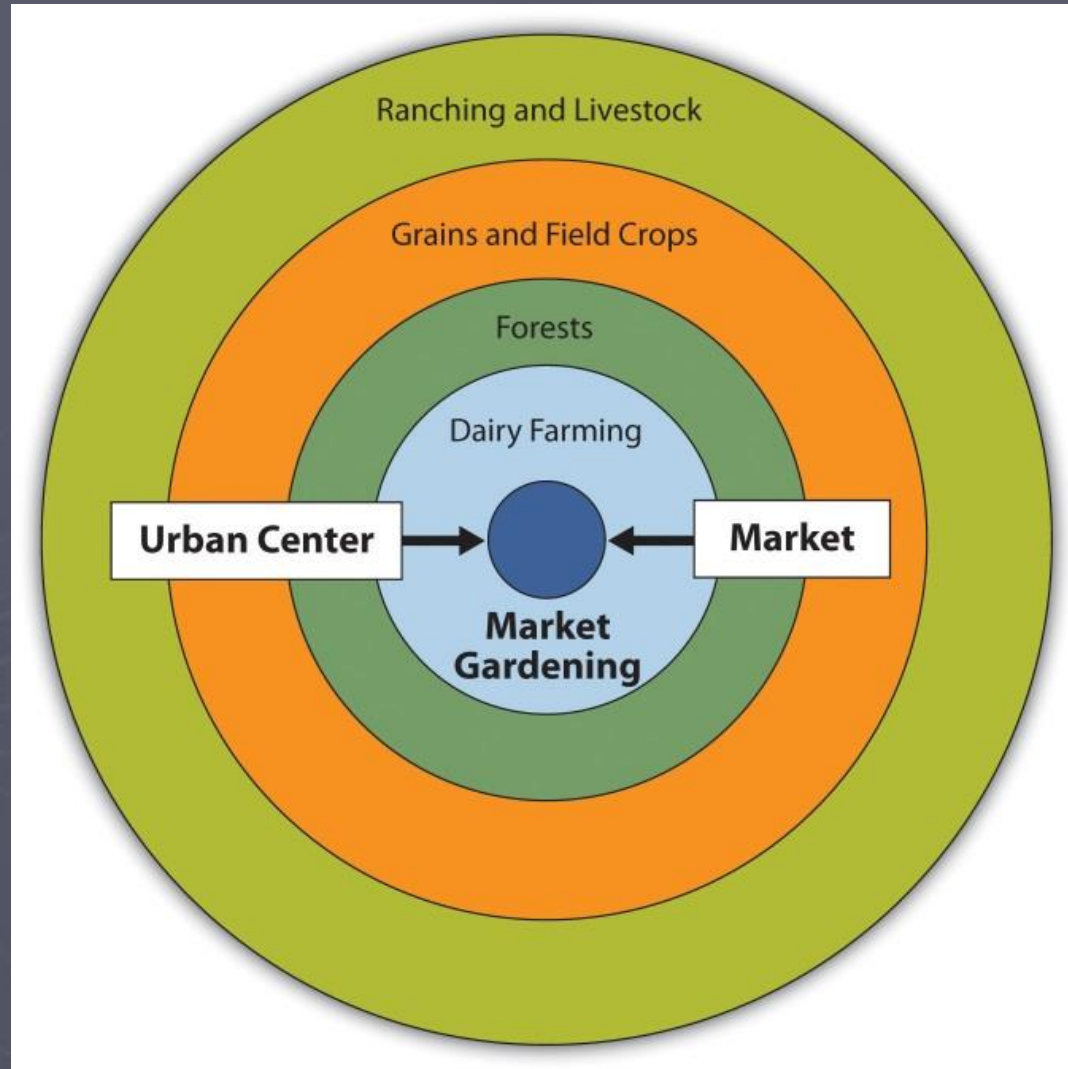 Ranching and Livestock
Grains and Field Crops
Forests
Dairy Farming
Urban Center
Market
Market
Gardening